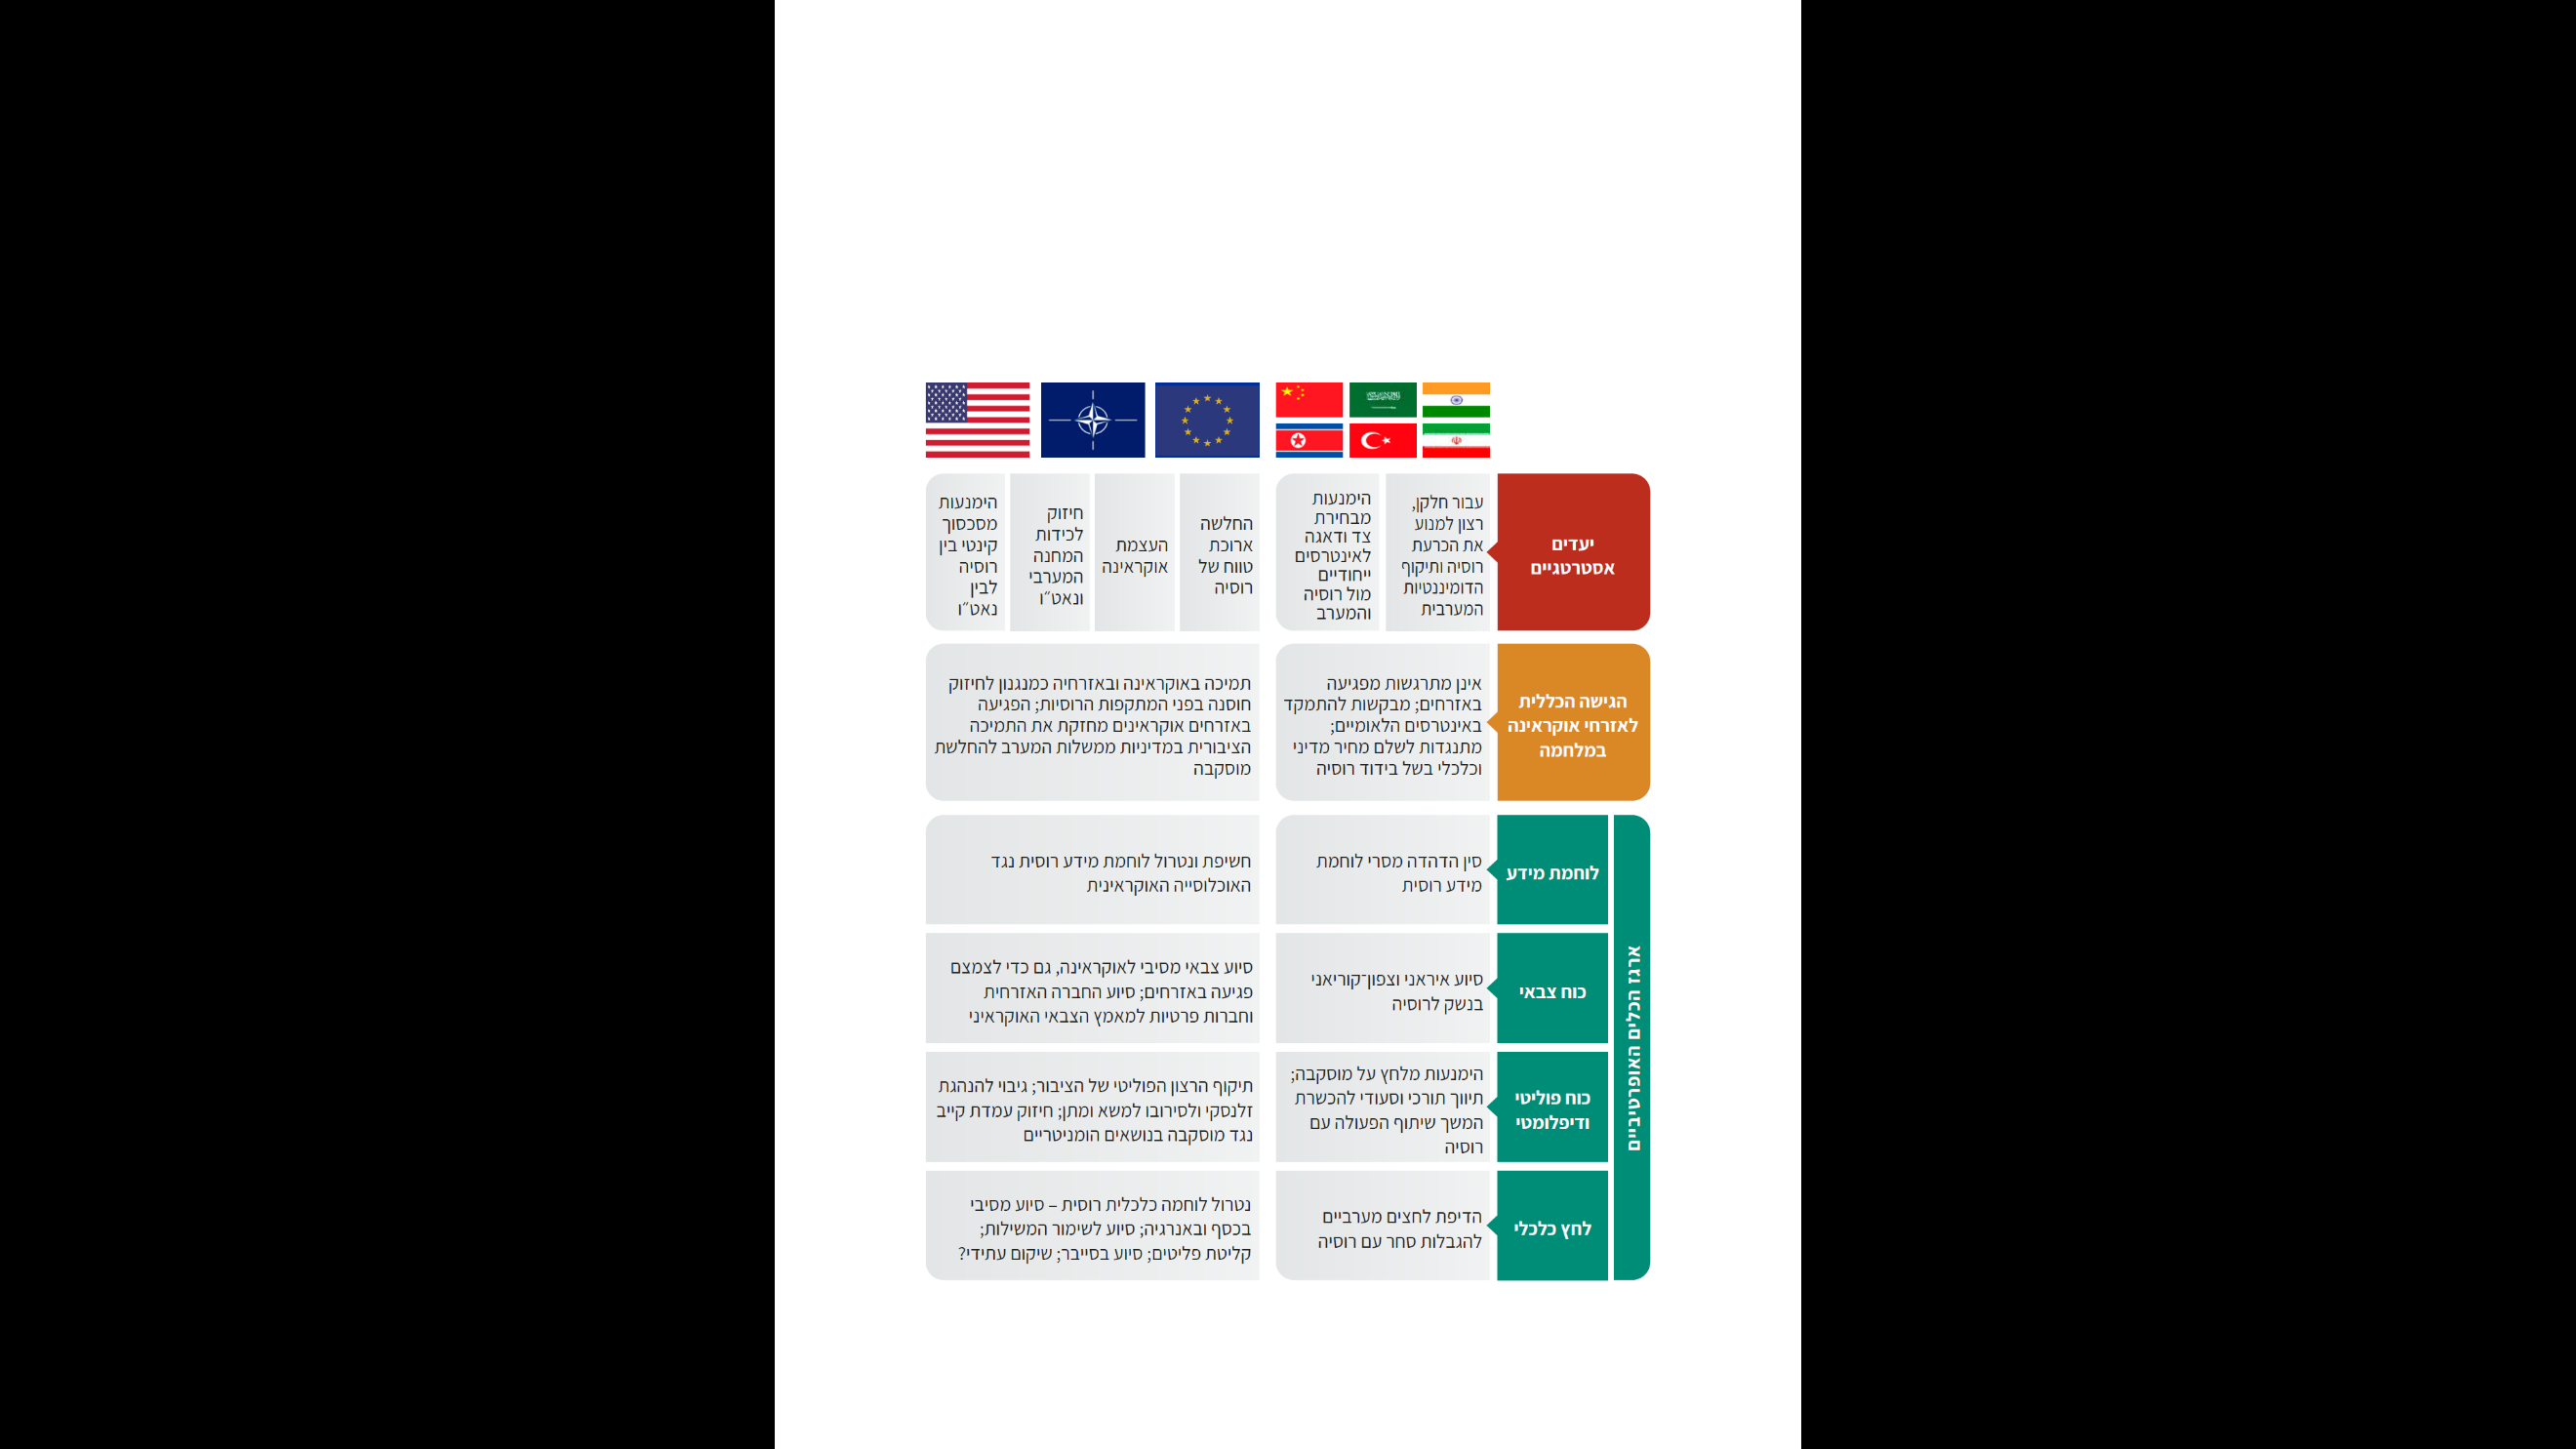 יעדים
אסטרטגיים
עבור חלקן,
רצון למנוע
את הכרעת
רוסיה ותיקוף
הדומיננטיות
המערבית
הימנעות
מבחירת
צד ודאגה
לאינטרסים
ייחודיים
מול רוסיה
והמערב
החלשה
ארוכת
טווח של
רוסיה
העצמת
אוקראינה
חיזוק
לכידות
המחנה
המערבי
ונאט״ו
הימנעות
מסכסוך
קינטי בין
רוסיה
לבין
נאט״ו
הגישה הכללית
לאזרחי אוקראינה
במלחמה
אינן מתרגשות מפגיעה
באזרחים; מבקשות להתמקד
באינטרסים הלאומיים;
מתנגדות לשלם מחיר מדיני
וכלכלי בשל בידוד רוסיה
תמיכה באוקראינה ובאזרחיה כמנגנון לחיזוק
חוסנה בפני המתקפות הרוסיות; הפגיעה
באזרחים אוקראינים מחזקת את התמיכה
הציבורית במדיניות ממשלות המערב להחלשת
מוסקבה
ארגז הכלים האופרטיביים
לוחמת מידע
סין הדהדה מסרי לוחמת
מידע רוסית
חשיפת ונטרול לוחמת מידע רוסית נגד
האוכלוסייה האוקראינית
כוח צבאי
סיוע איראני וצפון־קוריאני
בנשק לרוסיה
סיוע צבאי מסיבי לאוקראינה, גם כדי לצמצם
פגיעה באזרחים; סיוע החברה האזרחית
וחברות פרטיות למאמץ הצבאי האוקראיני
כוח פוליטי
ודיפלומטי
הימנעות מלחץ על מוסקבה;
תיווך תורכי וסעודי להכשרת
המשך שיתוף הפעולה עם
רוסיה
תיקוף הרצון הפוליטי של הציבור; גיבוי להנהגת
זלנסקי ולסירובו למשא ומתן; חיזוק עמדת קייב
נגד מוסקבה בנושאים הומניטריים
לחץ כלכלי
הדיפת לחצים מערביים
להגבלות סחר עם רוסיה
נטרול לוחמה כלכלית רוסית – סיוע מסיבי
בכסף ובאנרגיה; סיוע לשימור המשילות;
קליטת פליטים; סיוע בסייבר; שיקום עתידי?